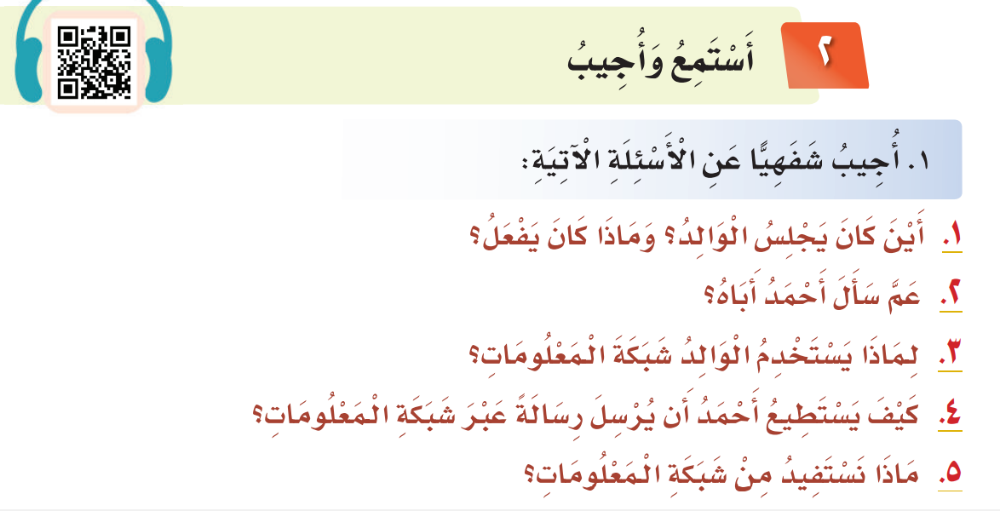 ٢ أَسْتَمِعُ وَأُجِيبُ
١. أُجِيبُ شَفَهِيًّا عَنِ الْأَسْئِلَةِ الْآتِيَةِ:
١. أَيْنَ كَانَ يَجْلِسُ الْوَالِدُ؟ وَمَاذَا كَانَ يَفْعَلُ؟
٢. عَمَّ سَأَلَ أَحْمَدُ أَبَاهُ؟
٣. لِمَاذَا يَسْتَخْدِمُ الْوَالِدُ شَبَكَةَ الْمَعْلُومَاتِ؟
٤. كَيْفَ يَسْتَطِيعُ أَحْمَدُ أَن يُرْسِلَ رِسَالَةً عَبْرَ شَبَكَةِ الْمَعْلُومَاتِ؟
٥. مَاذَا نَسْتَفِيدُ مِنْ شَبَكَةِ الْمَعْلُومَاتِ؟